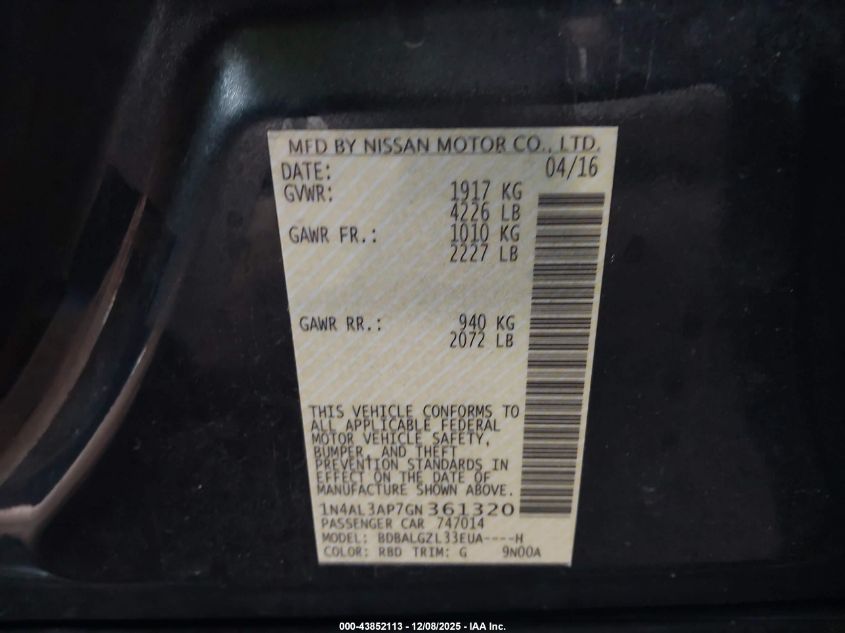 MFD BY NISSAN MOTOR CO., LTD.
DATE: 04/16
GVWR: 1917 KG
4226 LB
GAWR FR.: 1010 KG
2227 LB
GAWR RR.: 940 KG
2072 LB
THIS VEHICLE CONFORMS TO
ALL APPLICABLE FEDERAL
MOTOR VEHICLE SAFETY,
BUMPER, AND THEFT
PREVENTION STANDARDS IN
EFFECT ON THE DATE OF
MANUFACTURE SHOWN ABOVE.
1N4AL3AP7GN361320
PASSENGER CAR 747014
MODEL: BDBALGZL33EUA----H
COLOR: RBD TRIM: G 9N00A
000-43852113 - 12/08/2025 - IAA Inc.